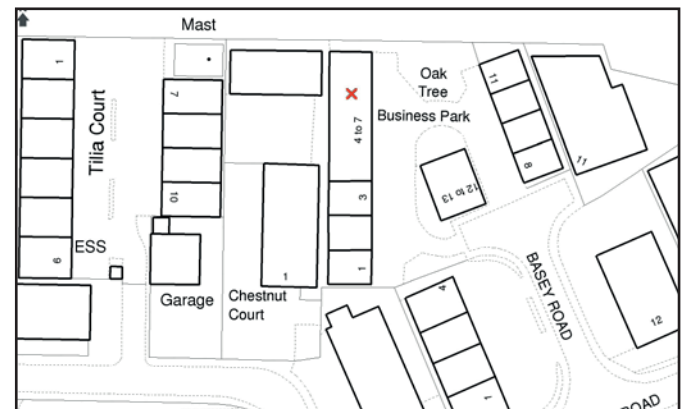 Mast
1
Tilia Court
7
4 to 7
Oak
Tree
Business Park
11
11
8
12 to 13
10
3
ESS
6
1
1
Garage
Chestnut
Court
4
BASEY ROAD
12
1
ROAD